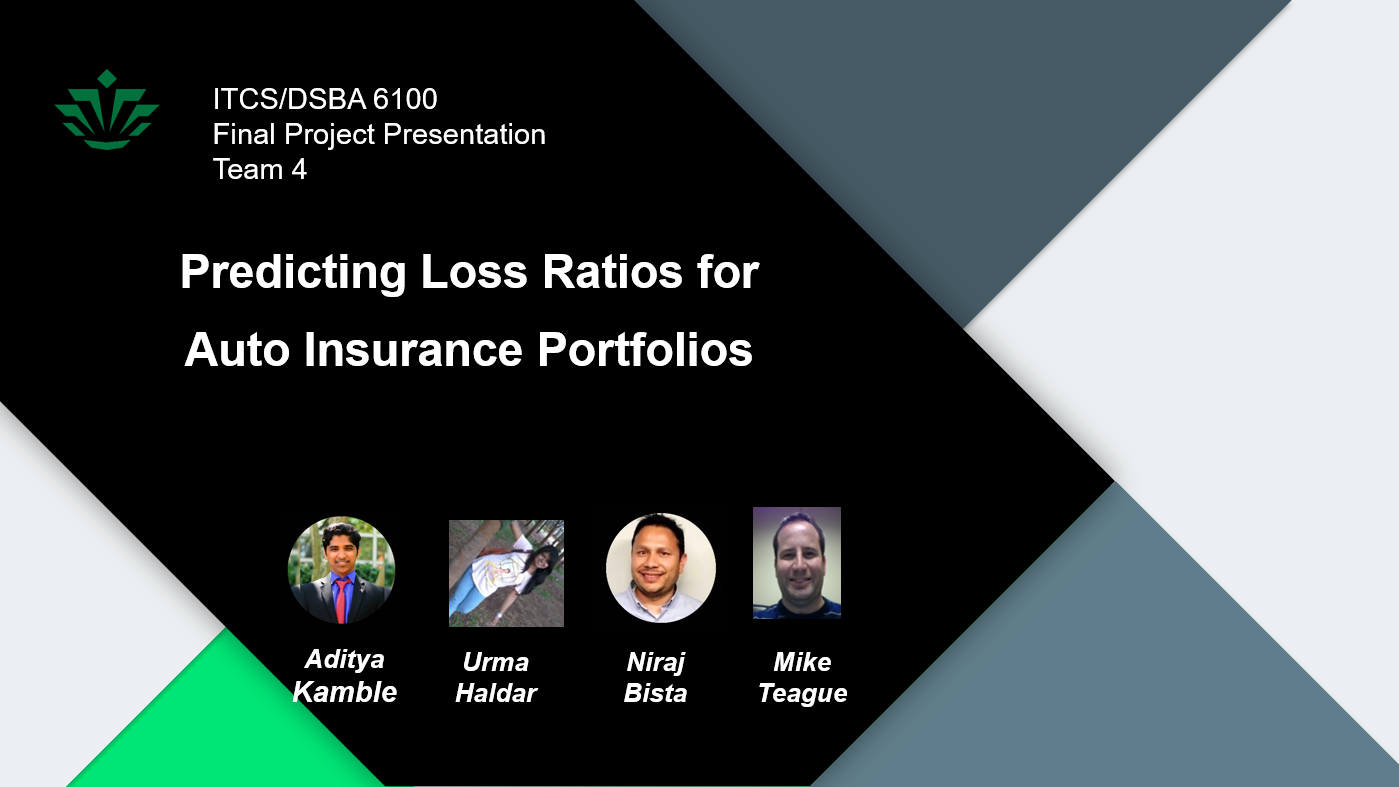 ITCS/DSBA 6100
Final Project Presentation
Team 4
Predicting Loss Ratios for
Auto Insurance Portfolios
Aditya
Kamble
Urma
Haldar
Niraj
Bista
Mike
Teague